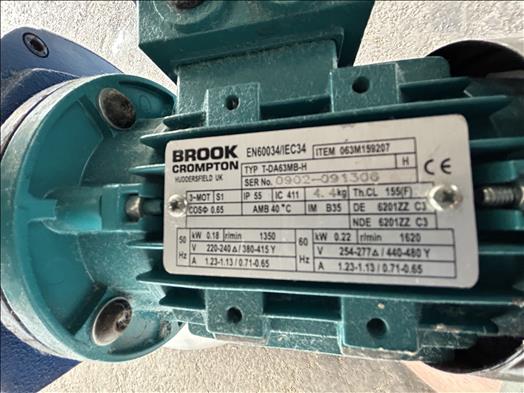 BROOK
CROMPTON
HUDDERSFIELD UK
EN60034/IEC34 ITEM 063M159207
TYP T-DA63MB-H H
SER No. 0902-091306
3-MOT S1 IP 55 IC 411 4.4kg Th.CL 155(F)
COSΦ 0.65 AMB 40 °C IM B35 DE 6201ZZ C3
NDE 6201ZZ C3
50 Hz kW 0.18 r/min 1350 60 Hz kW 0.22 r/min 1620
V 220-240 Δ / 380-415 Y V 254-277 Δ / 440-480 Y
A 1.23-1.13 / 0.71-0.65 A 1.23-1.13 / 0.71-0.65